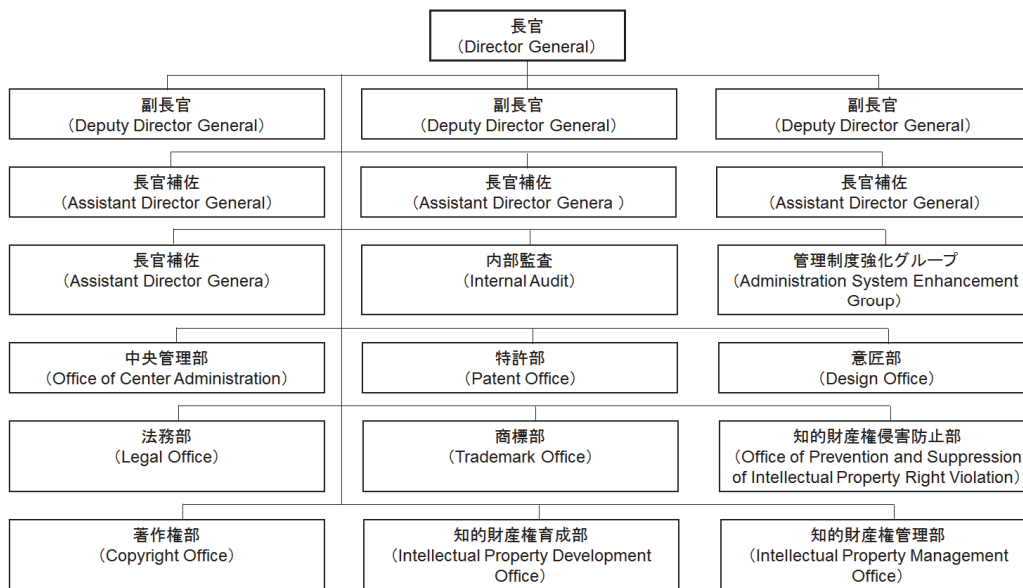 長官
（Director General）
副長官
（Deputy Director General）
副長官
（Deputy Director General）
副長官
（Deputy Director General）
長官補佐
（Assistant Director General）
長官補佐
（Assistant Director Genera ）
長官補佐
（Assistant Director General）
長官補佐
（Assistant Director Genera）
内部監査
（Internal Audit）
管理制度強化グループ
（Administration System Enhancement
Group）
中央管理部
（Office of Center Administration）
特許部
（Patent Office）
意匠部
（Design Office）
法務部
（Legal Office）
商標部
（Trademark Office）
知的財産権侵害防止部
（Office of Prevention and Suppression
of Intellectual Property Right Violation）
著作権部
（Copyright Office）
知的財産権育成部
（Intellectual Property Development
Office）
知的財産権管理部
（Intellectual Property Management
Office）